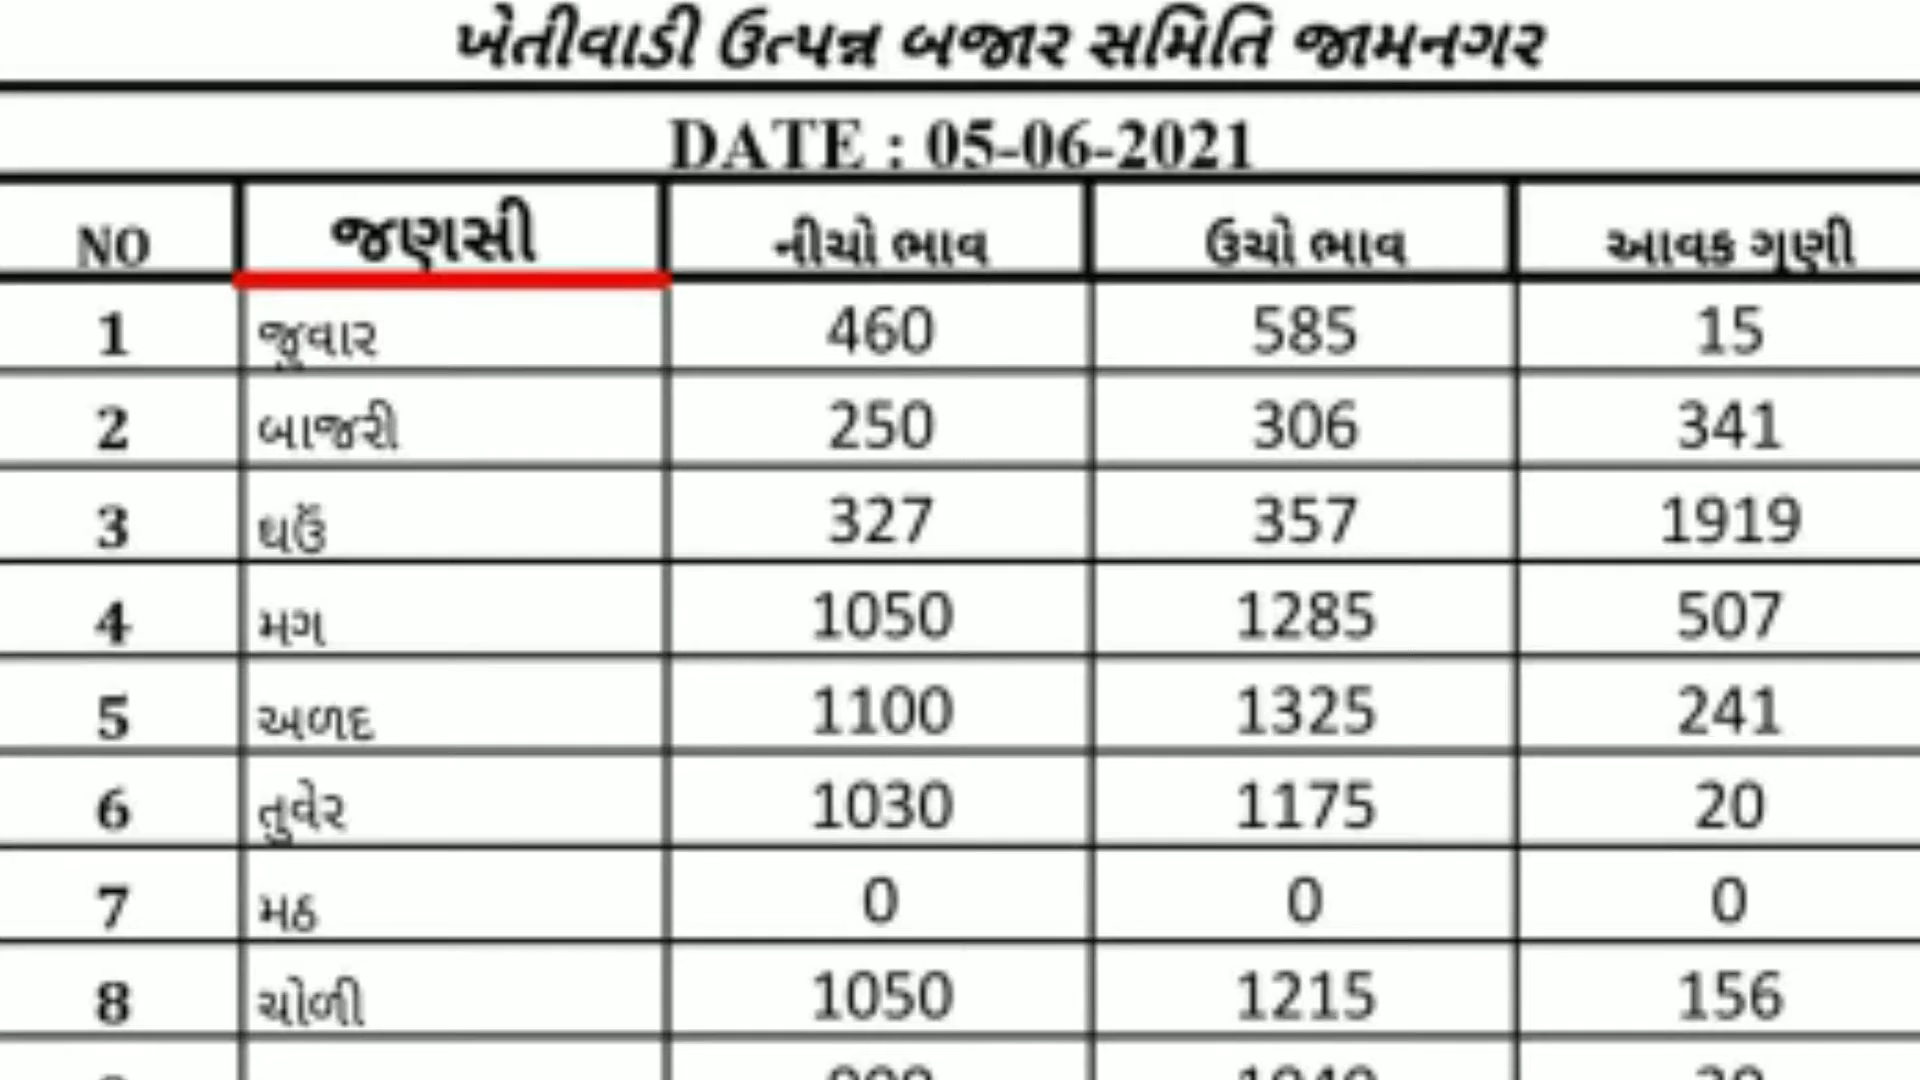 ખેતીવાડી ઉત્પન્ન બજાર સમિતિ જામનગર
DATE : 05-06-2021
NO જણસી નીચો ભાવ ઉચો ભાવ આવક ગૂણી
1 જુવાર 460 585 15
2 બાજરી 250 306 341
3 ઘઉઁ 327 357 1919
4 મગ 1050 1285 507
5 અળદ 1100 1325 241
6 તુવેર 1030 1175 20
7 મઠ 0 0 0
8 ચોળી 1050 1215 156